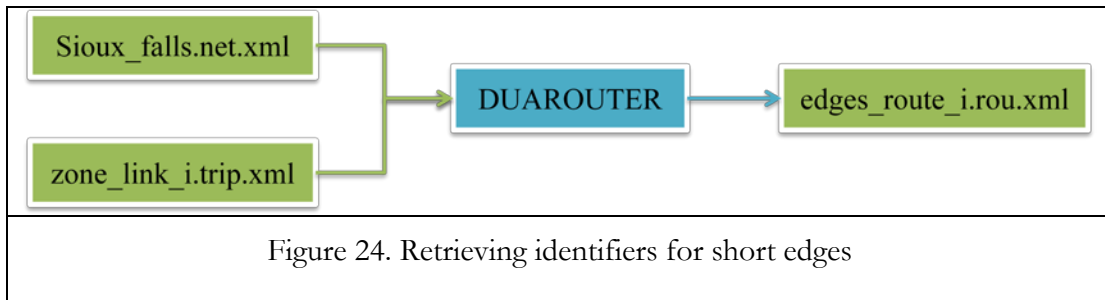 Sioux_falls.net.xml
zone_link_i.trip.xml
DUAROUTER
edges_route_i.rou.xml
Figure 24. Retrieving identifiers for short edges